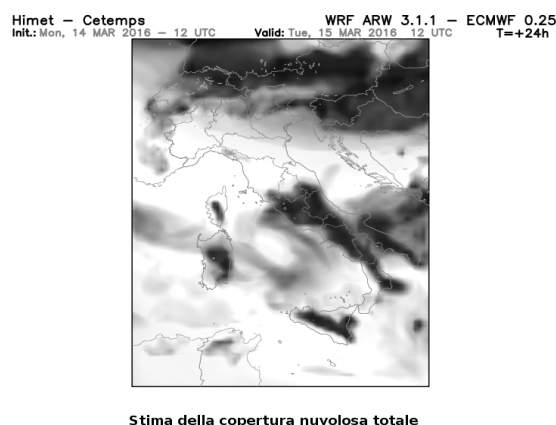 Himet – Cetemps WRF ARW 3.1.1 – ECMWF 0.25
Init.: Mon, 14 MAR 2016 – 12 UTC Valid: Tue, 15 MAR 2016 12 UTC T=+24h
Stima della copertura nuvolosa totale